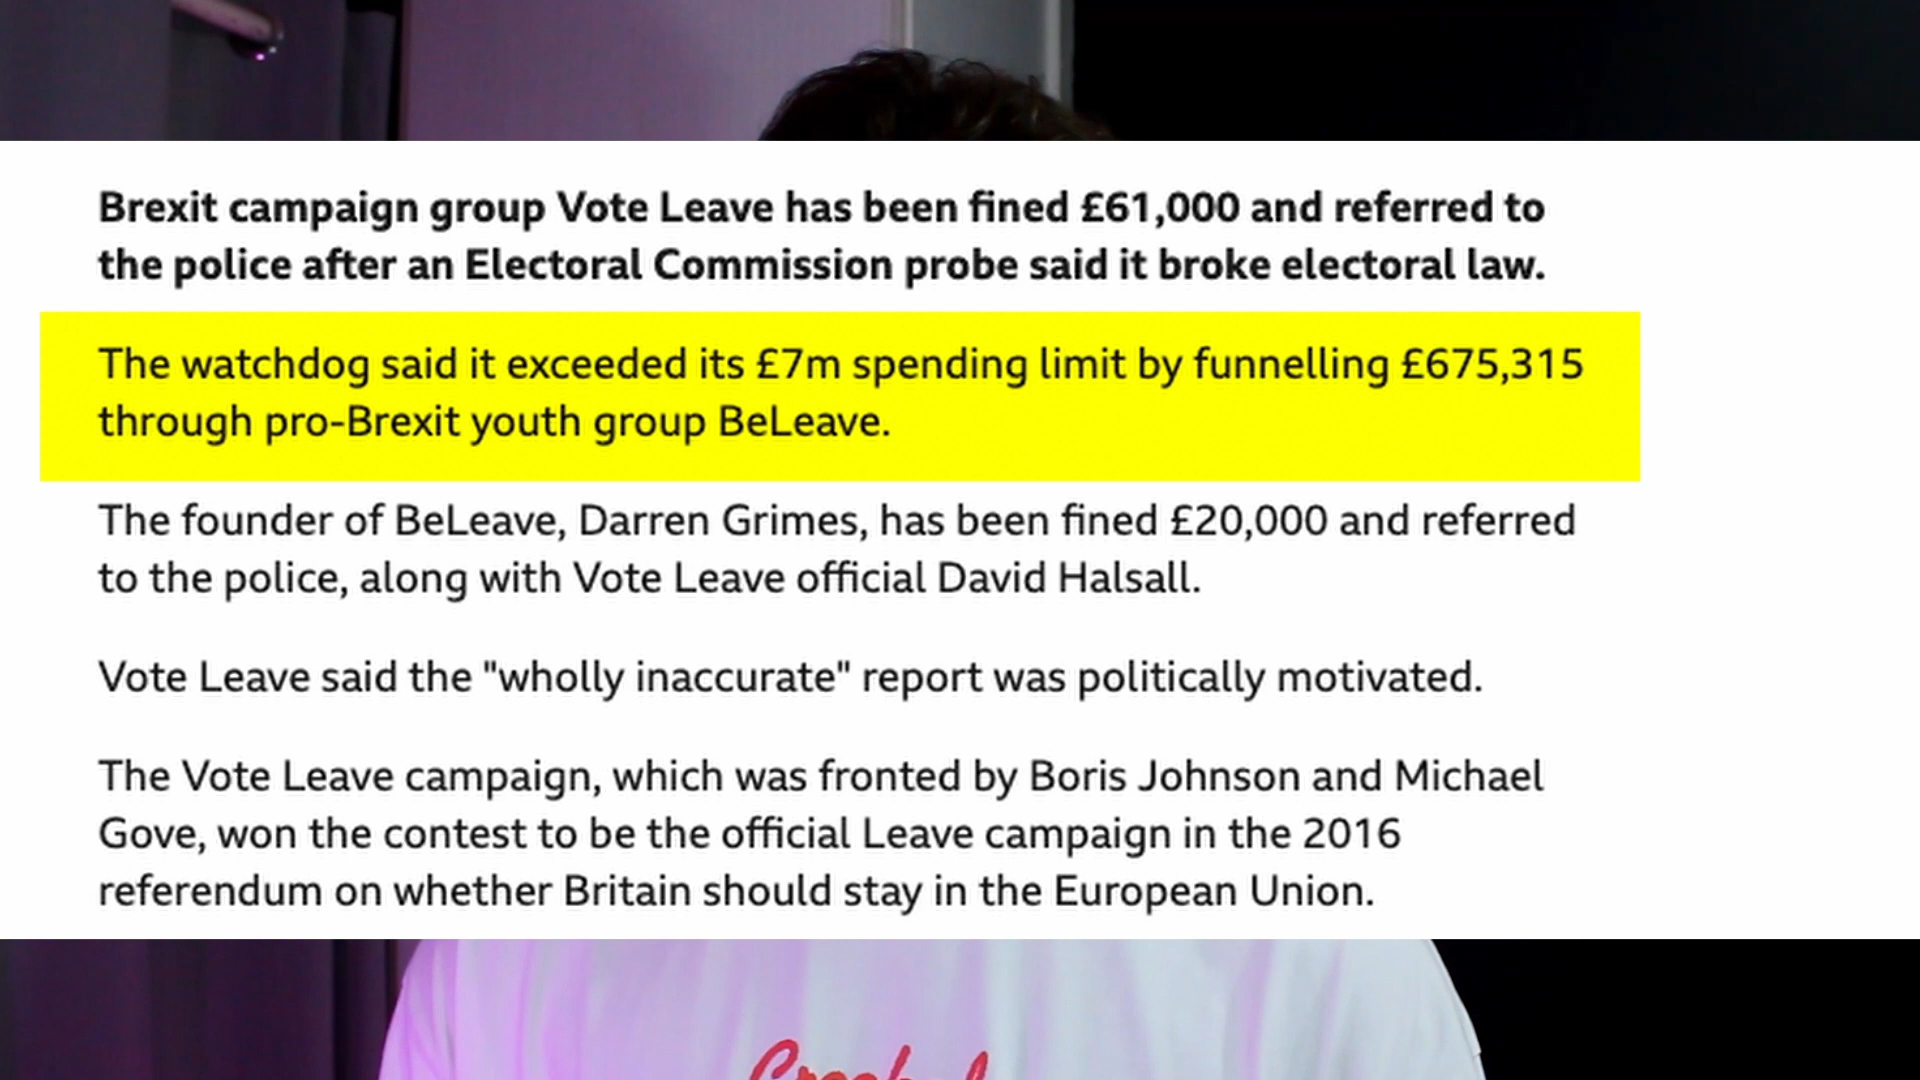 Brexit campaign group Vote Leave has been fined £61,000 and referred to
the police after an Electoral Commission probe said it broke electoral law.
The watchdog said it exceeded its £7m spending limit by funnelling £675,315
through pro-Brexit youth group BeLeave.
The founder of BeLeave, Darren Grimes, has been fined £20,000 and referred
to the police, along with Vote Leave official David Halsall.
Vote Leave said the "wholly inaccurate" report was politically motivated.
The Vote Leave campaign, which was fronted by Boris Johnson and Michael
Gove, won the contest to be the official Leave campaign in the 2016
referendum on whether Britain should stay in the European Union.